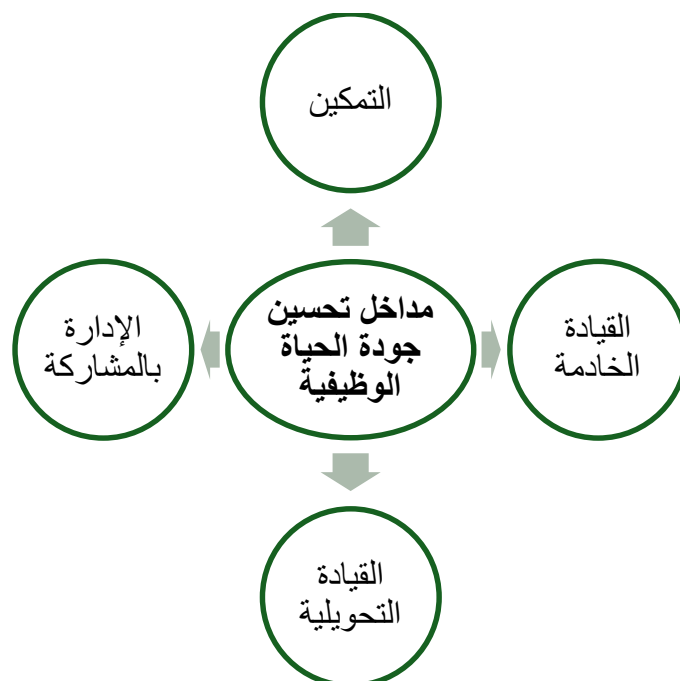 التمكين
مداخل تحسين
جودة الحياة
الوظيفية
القيادة
الخادمة
الإدارة
بالمشاركة
القيادة
التحويلية